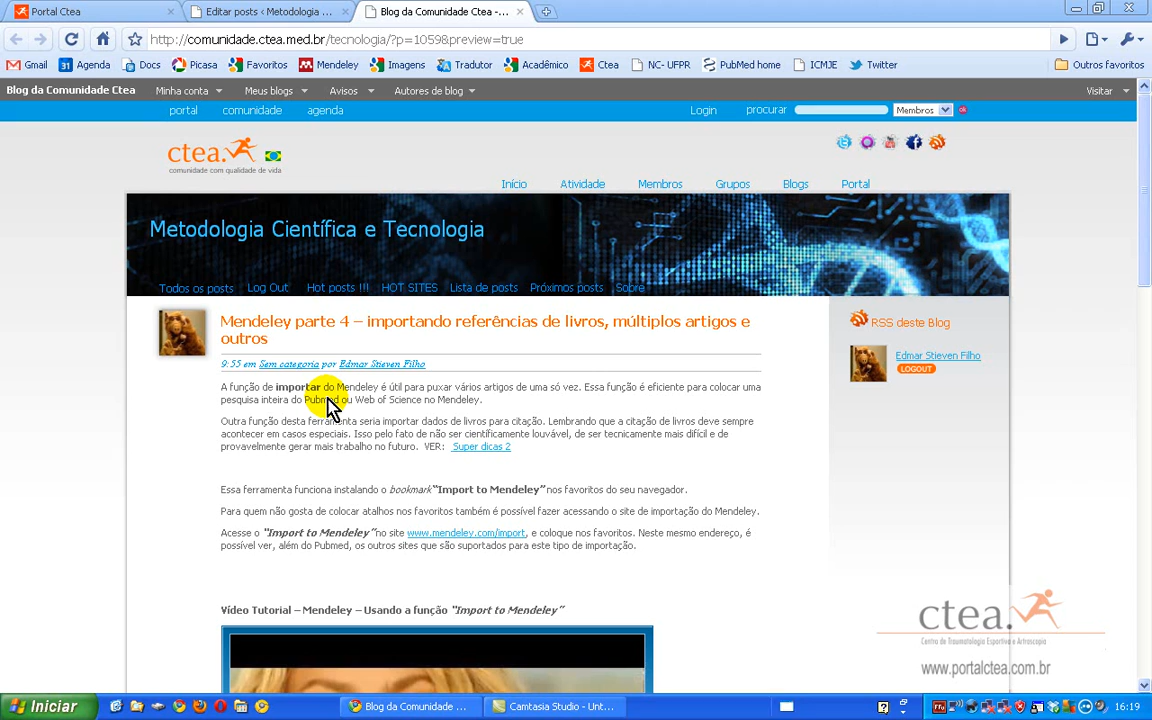 Portal Ctea
Editar posts ‹ Metodologia ...
Blog da Comunidade Ctea -...
http://comunidade.ctea.med.br/tecnologia/?p=1059&preview=true
Gmail Agenda Docs Picasa Favoritos Mendeley Imagens Tradutor Acadêmico Ctea NC- UFPR PubMed home ICMJE Twitter Outros favoritos
31
Blog da Comunidade Ctea Minha conta Meus blogs Avisos Autores de blog Visitar
portal comunidade agenda Login procurar Membros ok
ctea.
comunidade com qualidade de vida
Início Atividade Membros Grupos Blogs Portal
Metodologia Científica e Tecnologia
Todos os posts Log Out Hot posts !!! HOT SITES Lista de posts Próximos posts Sobre
Mendeley parte 4 – importando referências de livros, múltiplos artigos e
outros
9:55 em Sem categoria por Edmar Stieven Filho
A função de importar do Mendeley é útil para puxar vários artigos de uma só vez. Essa função é eficiente para colocar uma
pesquisa inteira do Pubmed ou Web of Science no Mendeley.
Outra função desta ferramenta seria importar dados de livros para citação. Lembrando que a citação de livros deve sempre
acontecer em casos especiais. Isso pelo fato de não ser científicamente louvável, de ser tecnicamente mais difícil e de
provavelmente gerar mais trabalho no futuro. VER: Super dicas 2
Essa ferramenta funciona instalando o bookmark“Import to Mendeley” nos favoritos do seu navegador.
Para quem não gosta de colocar atalhos nos favoritos também é possível fazer acessando o site de importação do Mendeley.
Acesse o “Import to Mendeley” no site www.mendeley.com/import, e coloque nos favoritos. Neste mesmo endereço, é
possível ver, além do Pubmed, os outros sites que são suportados para este tipo de importação.
Vídeo Tutorial – Mendeley – Usando a função “Import to Mendeley”
RSS deste Blog
Edmar Stieven Filho
LOGOUT
ctea.
Centro de Traumatologia Esportiva e Artroscopia
www.portalctea.com.br
Iniciar
Blog da Comunidade ...
Camtasia Studio - Unt...
16:19